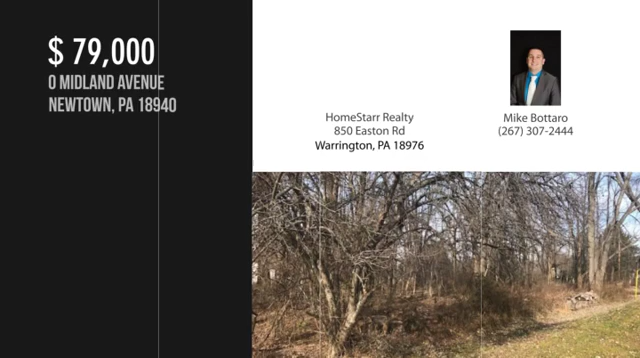 $ 79,000
0 MIDLAND AVENUE
NEWTOWN, PA 18940
HomeStarr Realty
850 Easton Rd
Warrington, PA 18976
Mike Bottaro
(267) 307-2444